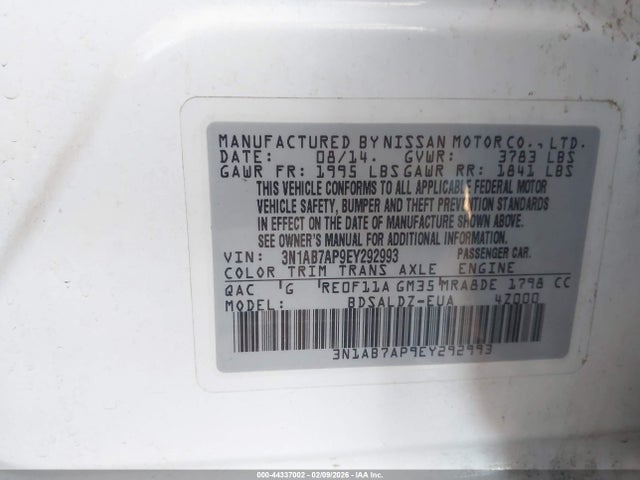 MANUFACTURED BY NISSAN MOTOR CO., LTD.
DATE: 08/14. GVWR: 3783 LBS
GAWR FR: 1995 LBS GAWR RR: 1841 LBS
THIS VEHICLE CONFORMS TO ALL APPLICABLE FEDERAL MOTOR
VEHICLE SAFETY, BUMPER AND THEFT PREVENTION STANDARDS
IN EFFECT ON THE DATE OF MANUFACTURE SHOWN ABOVE.
SEE OWNER'S MANUAL FOR ADDITIONAL INFORMATION.
VIN: 3N1AB7AP9EY292993 PASSENGER CAR.
COLOR TRIM TRANS AXLE ENGINE
QAC G RE0F11A GM35 MRA8DE 1798 CC
MODEL: BDSALDZ-EUA 4Z000
3N1AB7AP9EY292993
000-44337002 - 02/09/2026 - IAA Inc.